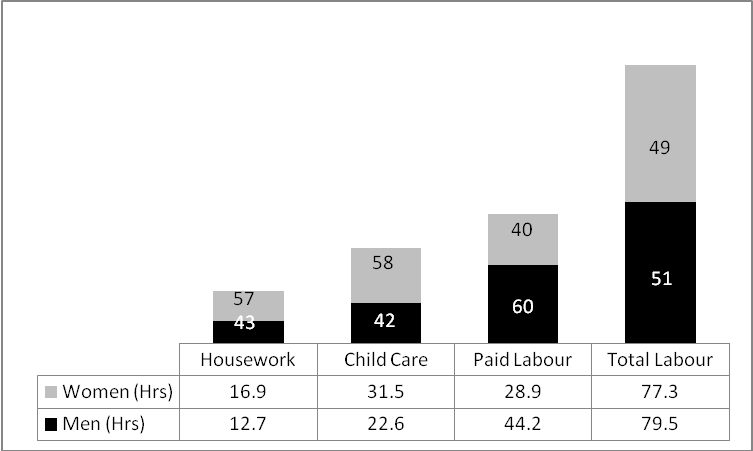 49
40
58
57
51
60
43
42
Housework Child Care Paid Labour Total Labour
Women (Hrs) 16.9 31.5 28.9 77.3
Men (Hrs) 12.7 22.6 44.2 79.5